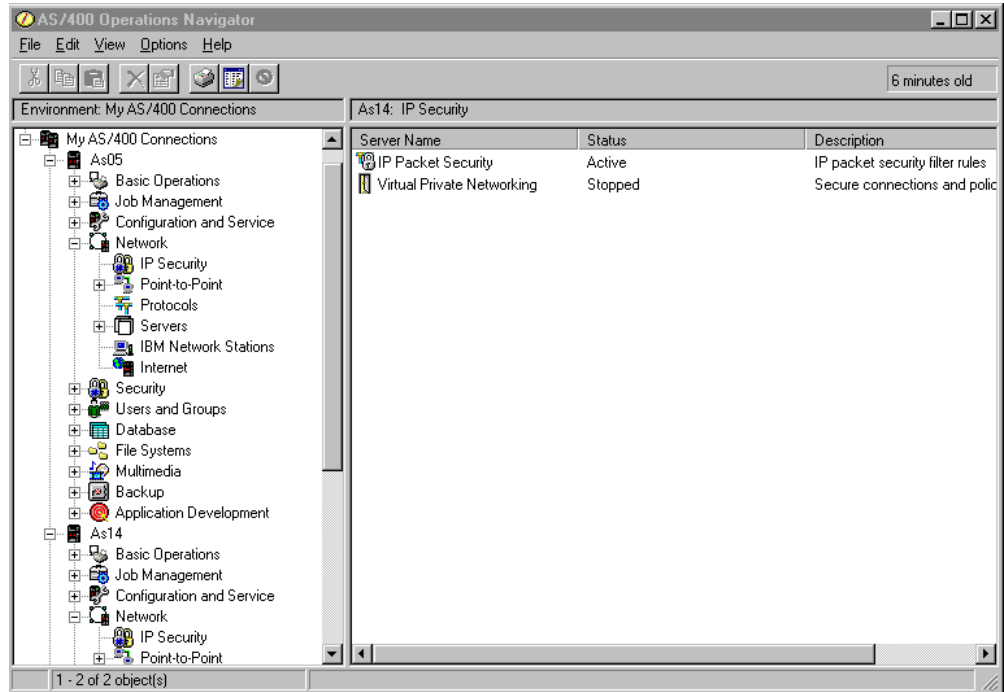 AS/400 Operations Navigator
File Edit View Options Help
6 minutes old
Environment: My AS/400 Connections
As14: IP Security
My AS/400 Connections
As05
Basic Operations
Job Management
Configuration and Service
Network
IP Security
Point-to-Point
Protocols
Servers
IBM Network Stations
Internet
Security
Users and Groups
Database
File Systems
Multimedia
Backup
Application Development
As14
Basic Operations
Job Management
Configuration and Service
Network
IP Security
Point-to-Point
Server Name Status Description
IP Packet Security Active IP packet security filter rules
Virtual Private Networking Stopped Secure connections and polic
1 - 2 of 2 object(s)